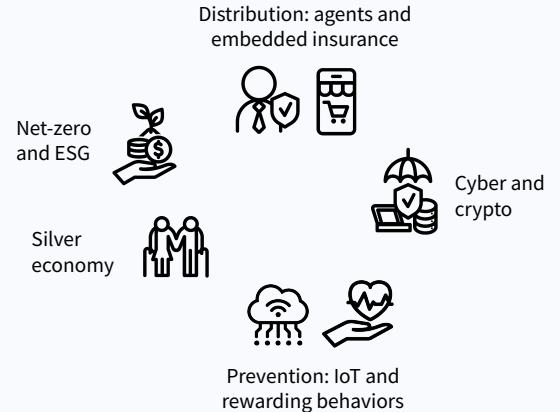 Distribution: agents and
embedded insurance
Net-zero
and ESG
$
Cyber and
crypto
Silver
economy
Prevention: IoT and
rewarding behaviors